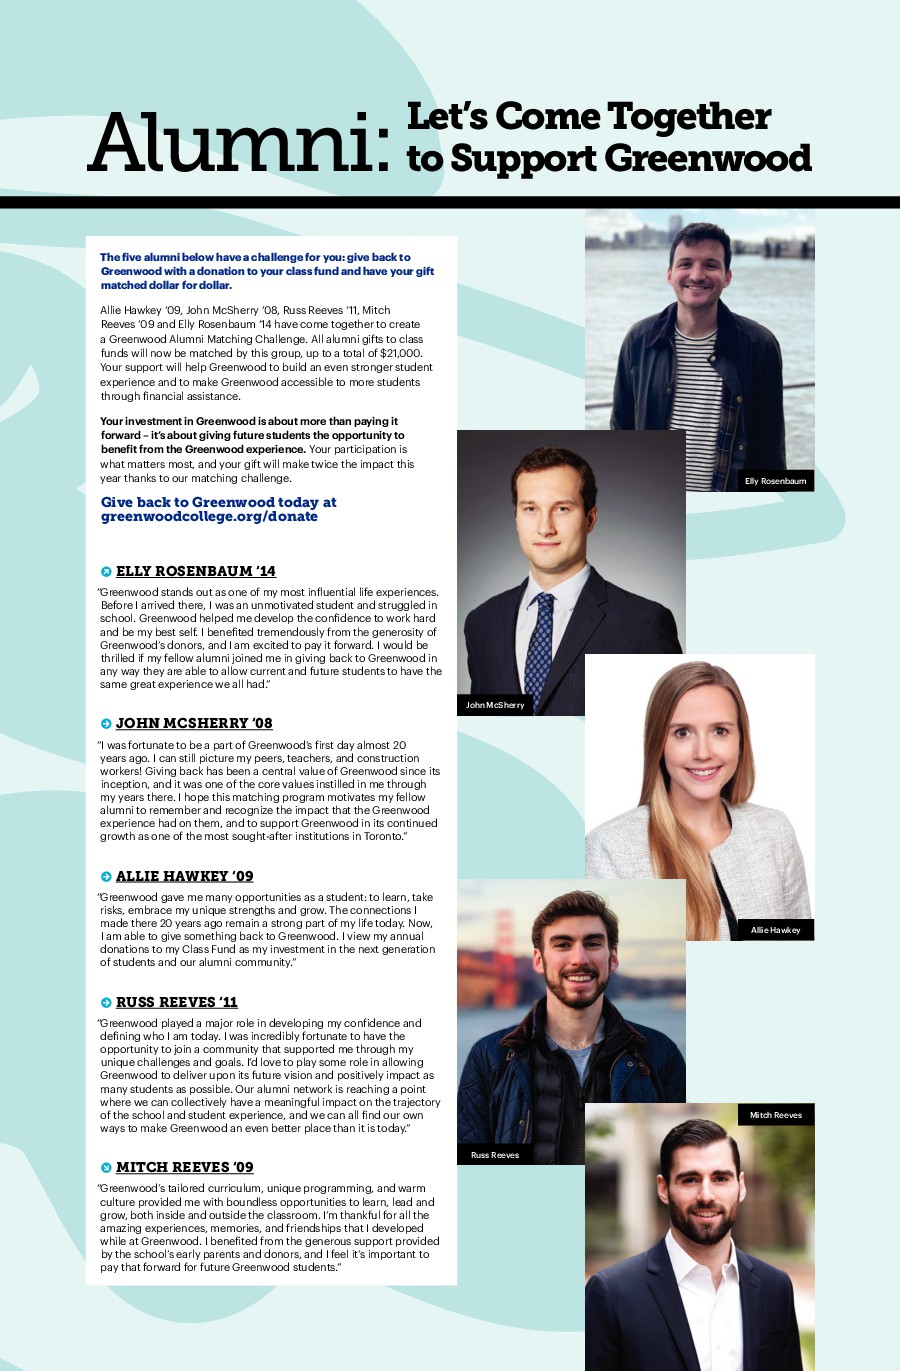 Alumni: Let's Come Together
to Support Greenwood
The five alumni below have a challenge for you: give back to
Greenwood with a donation to your class fund and have your gift
matched dollar for dollar.
Allie Hawkey ‘09, John McSherry ‘08, Russ Reeves ‘11, Mitch
Reeves ‘09 and Elly Rosenbaum ‘14 have come together to create
a Greenwood Alumni Matching Challenge. All alumni gifts to class
funds will now be matched by this group, up to a total of $21,000.
Your support will help Greenwood to build an even stronger student
experience and to make Greenwood accessible to more students
through financial assistance.
Your investment in Greenwood is about more than paying it
forward – it’s about giving future students the opportunity to
benefit from the Greenwood experience. Your participation is
what matters most, and your gift will make twice the impact this
year thanks to our matching challenge.
Give back to Greenwood today at
greenwoodcollege.org/donate
ELLY ROSENBAUM ‘14
“Greenwood stands out as one of my most influential life experiences.
Before I arrived there, I was an unmotivated student and struggled in
school. Greenwood helped me develop the confidence to work hard
and be my best self. I benefited tremendously from the generosity of
Greenwood’s donors, and I am excited to pay it forward. I would be
thrilled if my fellow alumni joined me in giving back to Greenwood in
any way they are able to allow current and future students to have the
same great experience we all had.”
JOHN MCSHERRY ‘08
“I was fortunate to be a part of Greenwood’s first day almost 20
years ago. I can still picture my peers, teachers, and construction
workers! Giving back has been a central value of Greenwood since its
inception, and it was one of the core values instilled in me through
my years there. I hope this matching program motivates my fellow
alumni to remember and recognize the impact that the Greenwood
experience had on them, and to support Greenwood in its continued
growth as one of the most sought-after institutions in Toronto.”
ALLIE HAWKEY ‘09
“Greenwood gave me many opportunities as a student: to learn, take
risks, embrace my unique strengths and grow. The connections I
made there 20 years ago remain a strong part of my life today. Now,
I am able to give something back to Greenwood. I view my annual
donations to my Class Fund as my investment in the next generation
of students and our alumni community.”
RUSS REEVES ‘11
“Greenwood played a major role in developing my confidence and
defining who I am today. I was incredibly fortunate to have the
opportunity to join a community that supported me through my
unique challenges and goals. I’d love to play some role in allowing
Greenwood to deliver upon its future vision and positively impact as
many students as possible. Our alumni network is reaching a point
where we can collectively have a meaningful impact on the trajectory
of the school and student experience, and we can all find our own
ways to make Greenwood an even better place than it is today.”
MITCH REEVES ‘09
“Greenwood’s tailored curriculum, unique programming, and warm
culture provided me with boundless opportunities to learn, lead and
grow, both inside and outside the classroom. I’m thankful for all the
amazing experiences, memories, and friendships that I developed
while at Greenwood. I benefited from the generous support provided
by the school’s early parents and donors, and I feel it’s important to
pay that forward for future Greenwood students.”
Elly Rosenbaum
John McSherry
Allie Hawkey
Russ Reeves
Mitch Reeves